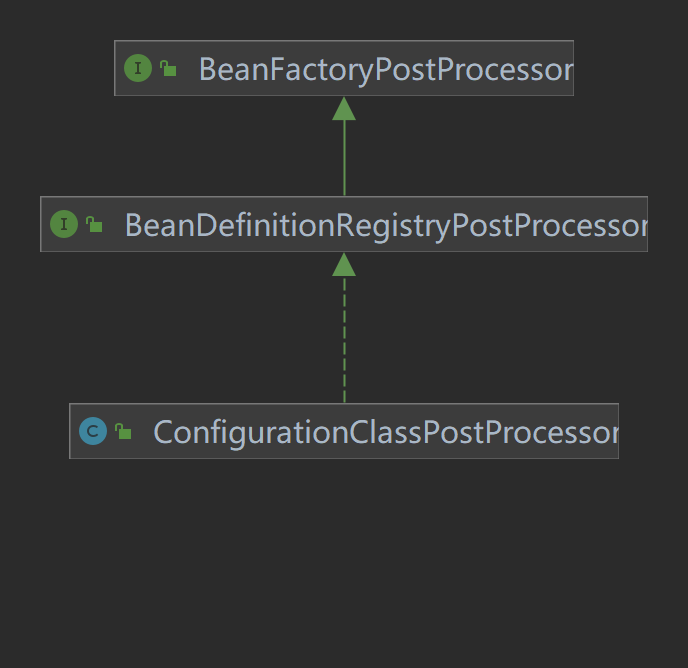 I BeanFactoryPostProcessor
I BeanDefinitionRegistryPostProcessor
C ConfigurationClassPostProcessor